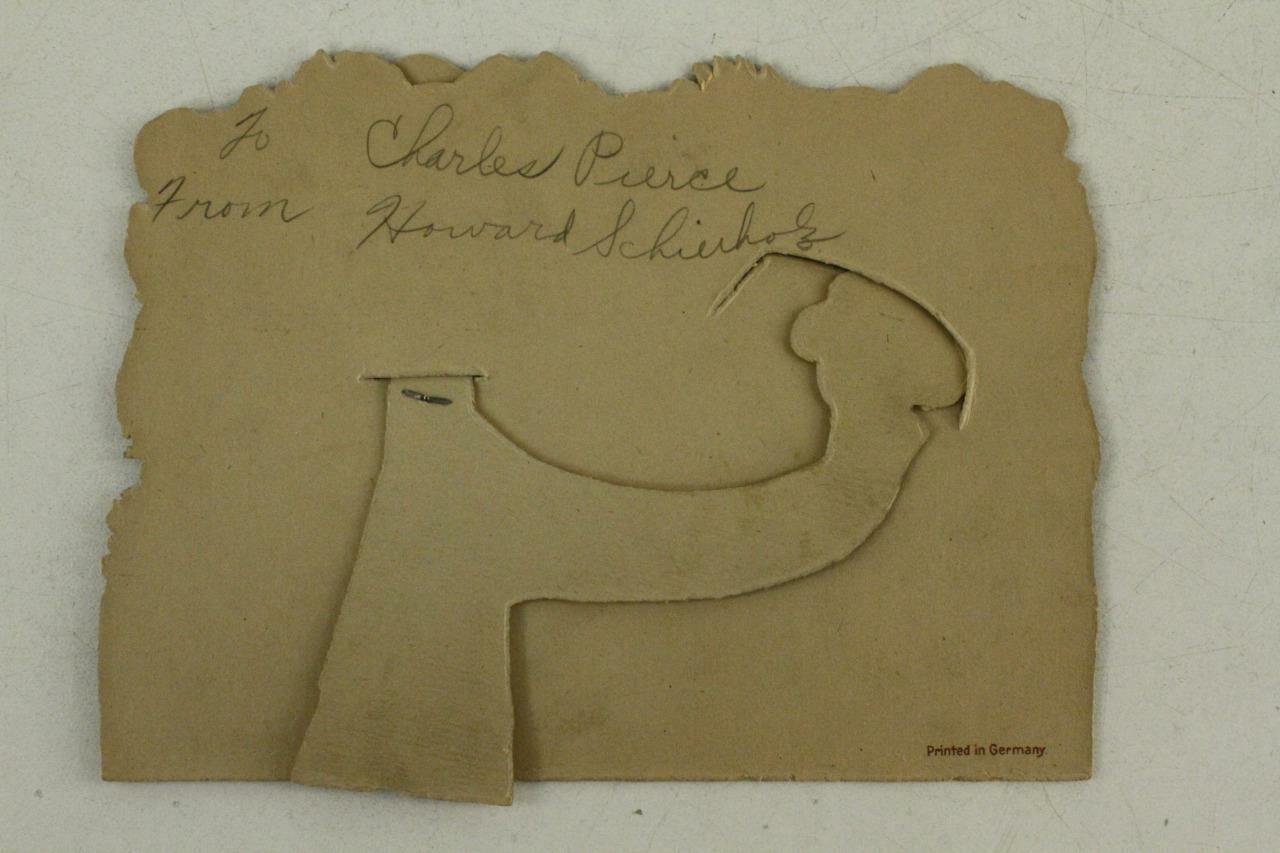 To Charles Pierce
From Howard Schierholz
Printed in Germany.